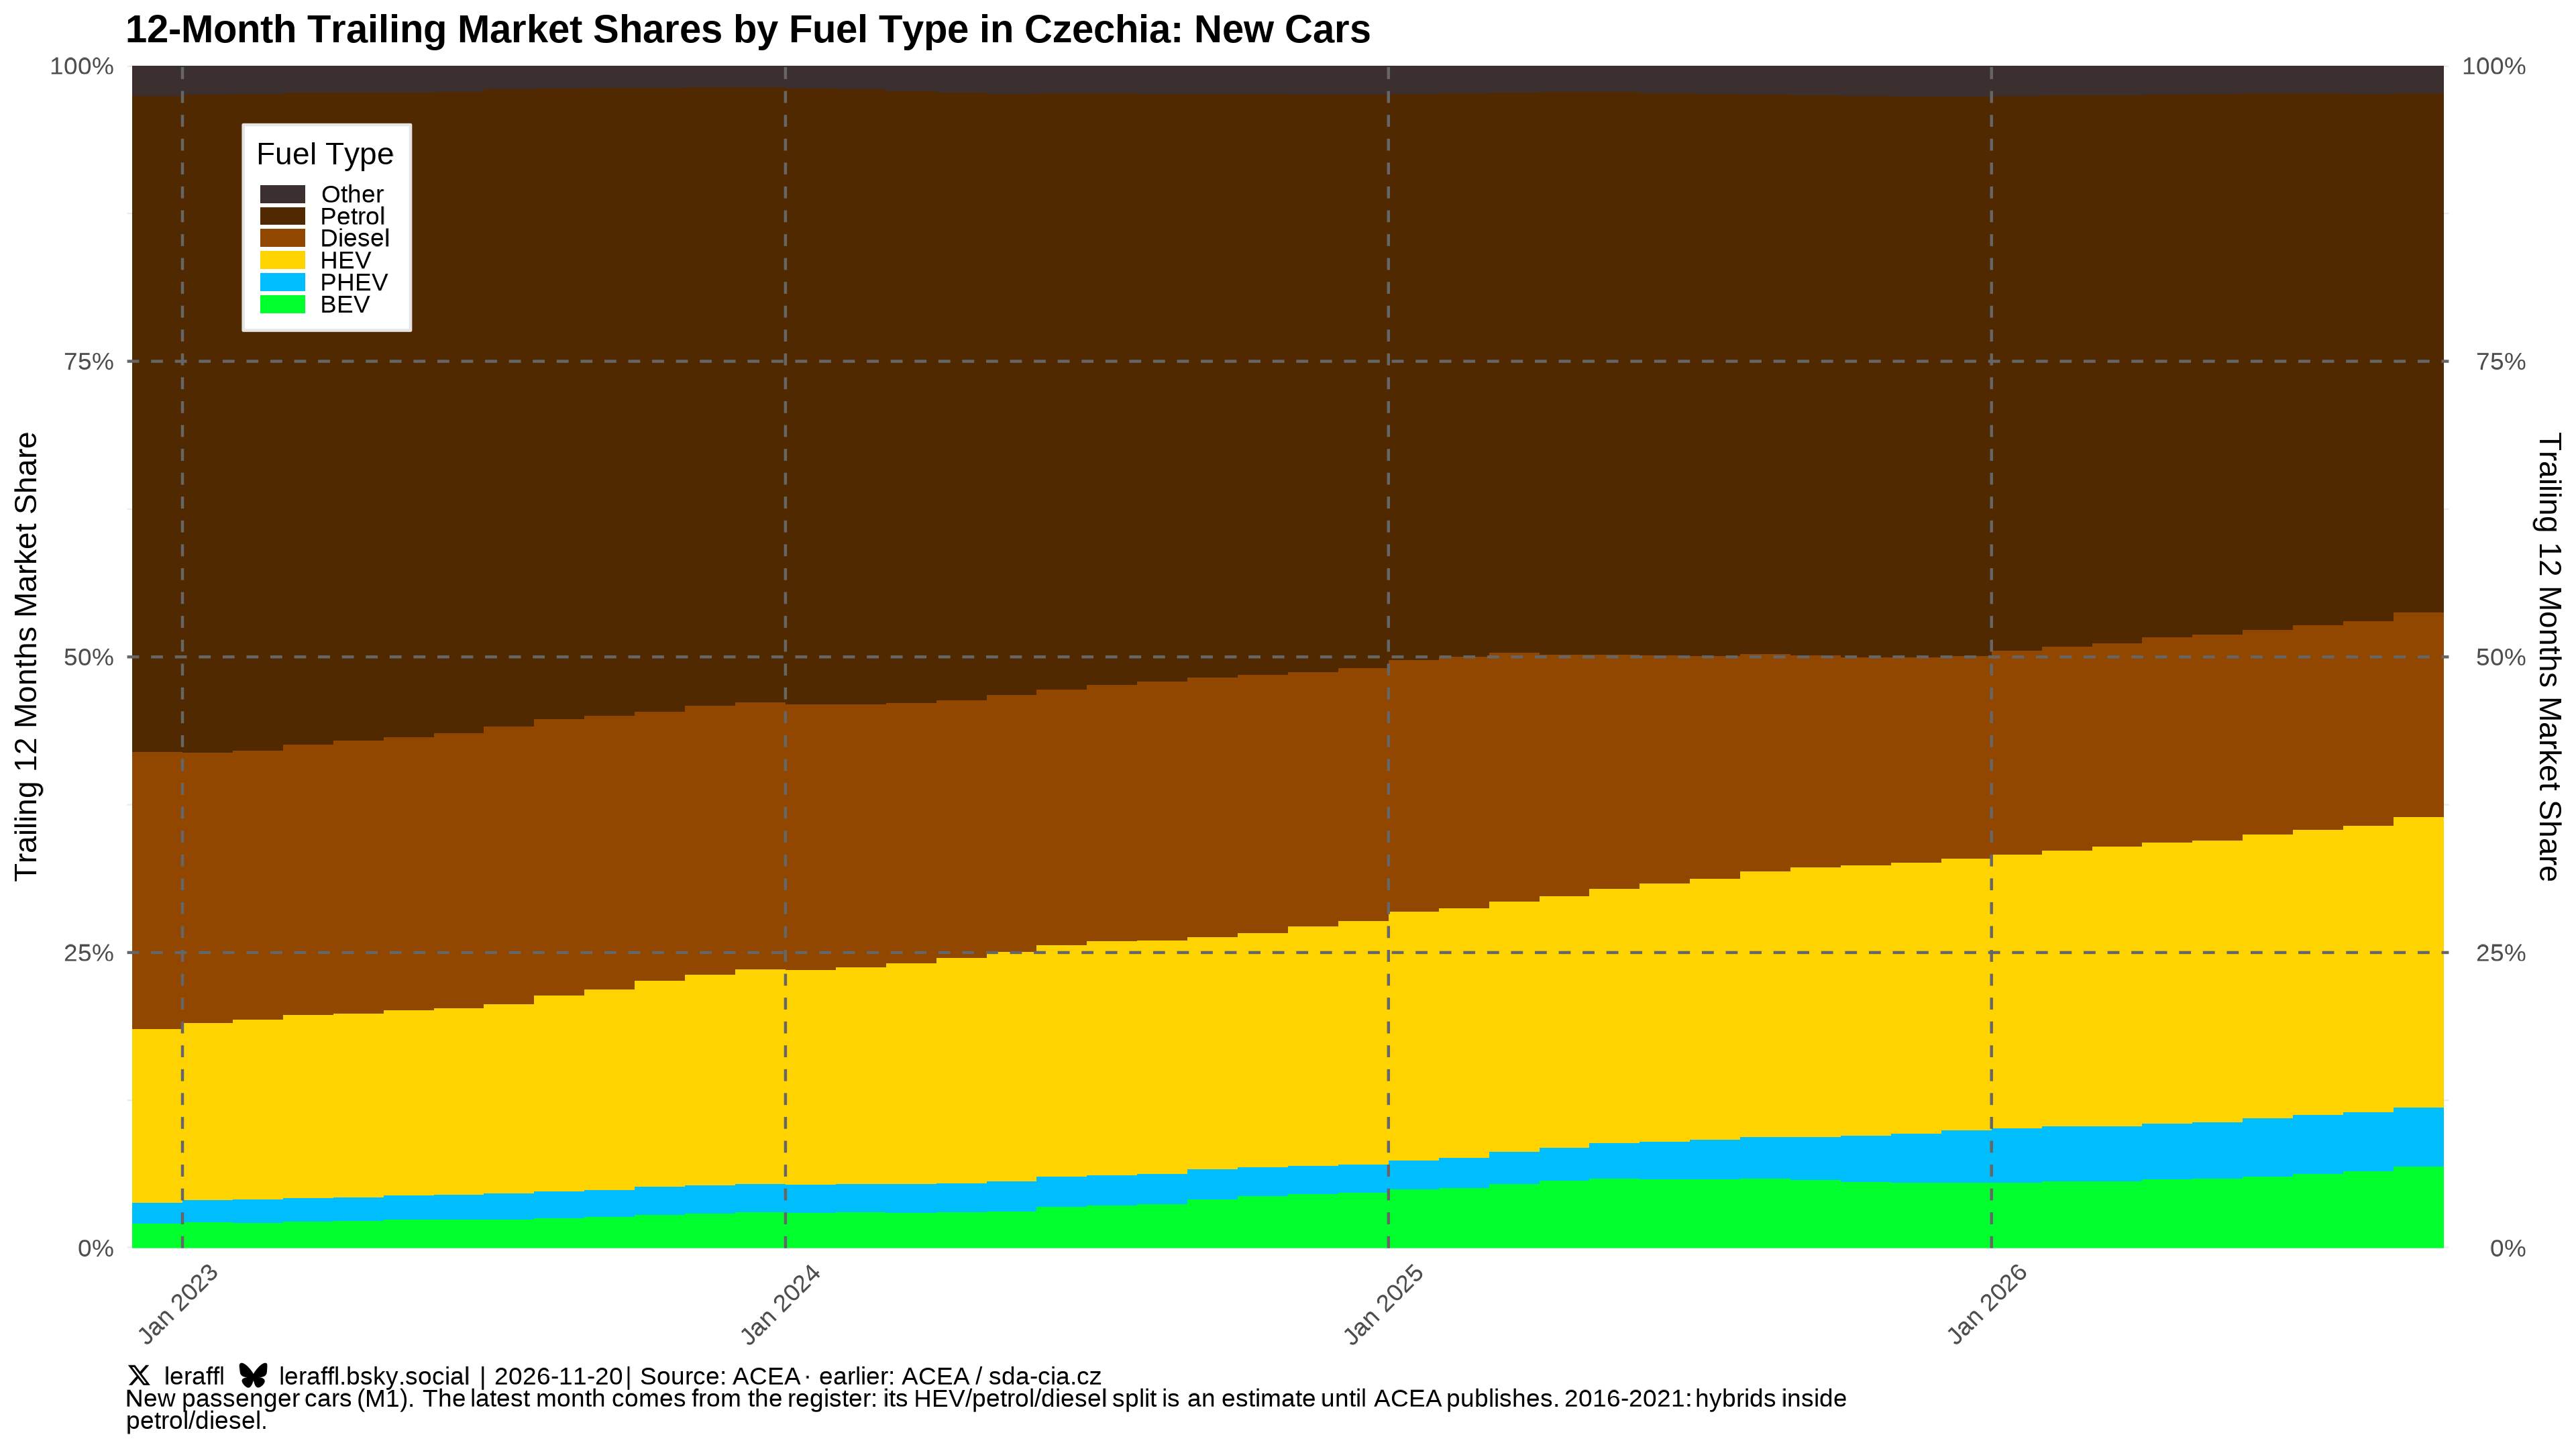 12-Month Trailing Market Shares by Fuel Type in Czechia: New Cars
100%
100%
Fuel Type
Other
Petrol
Diesel
HEV
PHEV
BEV
75%
75%
Trailing 12 Months Market Share
Trailing 12 Months Market Share
50%
50%
25%
25%
0%
0%
Jan 2023
Jan 2024
Jan 2025
Jan 2026
leraffl leraffl.bsky.social | 2026-11-20| Source: ACEA · earlier: ACEA / sda-cia.cz
New passenger cars (M1). The latest month comes from the register: its HEV/petrol/diesel split is an estimate until ACEA publishes. 2016-2021: hybrids inside
petrol/diesel.